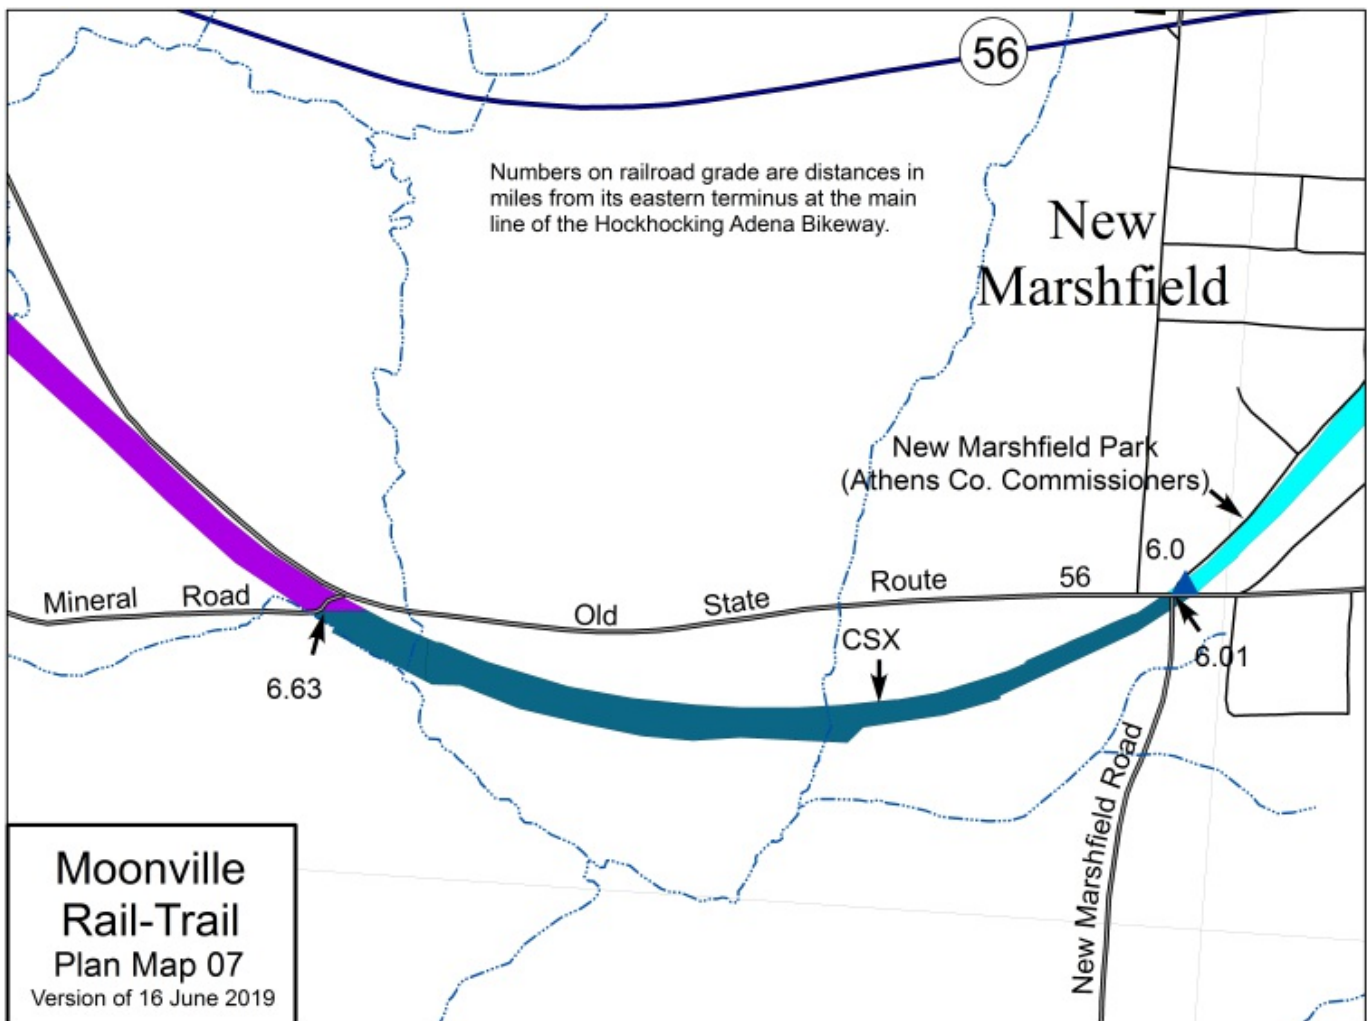 56
Numbers on railroad grade are distances in
miles from its eastern terminus at the main
line of the Hockhocking Adena Bikeway.
New
Marshfield
New Marshfield Park
(Athens Co. Commissioners)
6.0
Mineral Road
Old State Route 56
CSX
6.63
6.01
New Marshfield Road
Moonville
Rail-Trail
Plan Map 07
Version of 16 June 2019